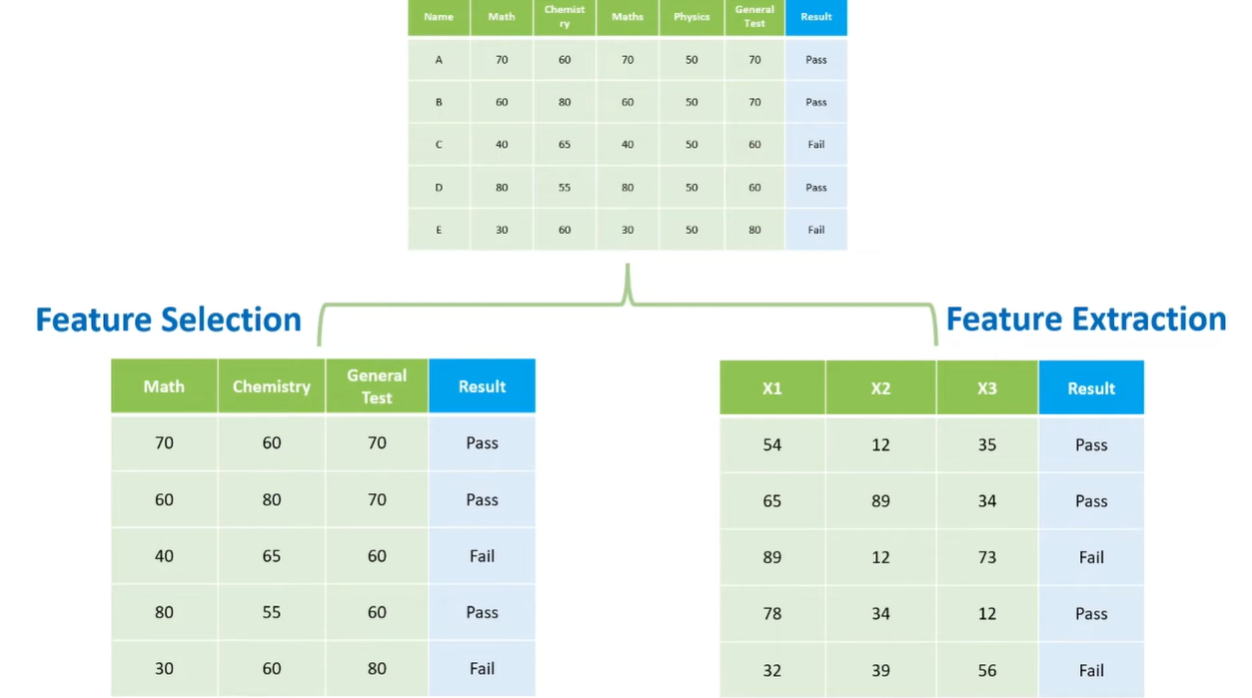 Name Math Chemist Maths Physics General Result
ry Test
A 70 60 70 50 70 Pass
B 60 80 60 50 70 Pass
C 40 65 40 50 60 Fail
D 80 55 80 50 60 Pass
E 30 60 30 50 80 Fail
Feature Selection
Math Chemistry General Result
Test
70 60 70 Pass
60 80 70 Pass
40 65 60 Fail
80 55 60 Pass
30 60 80 Fail
Feature Extraction
X1 X2 X3 Result
54 12 35 Pass
65 89 34 Pass
89 12 73 Fail
78 34 12 Pass
32 39 56 Fail